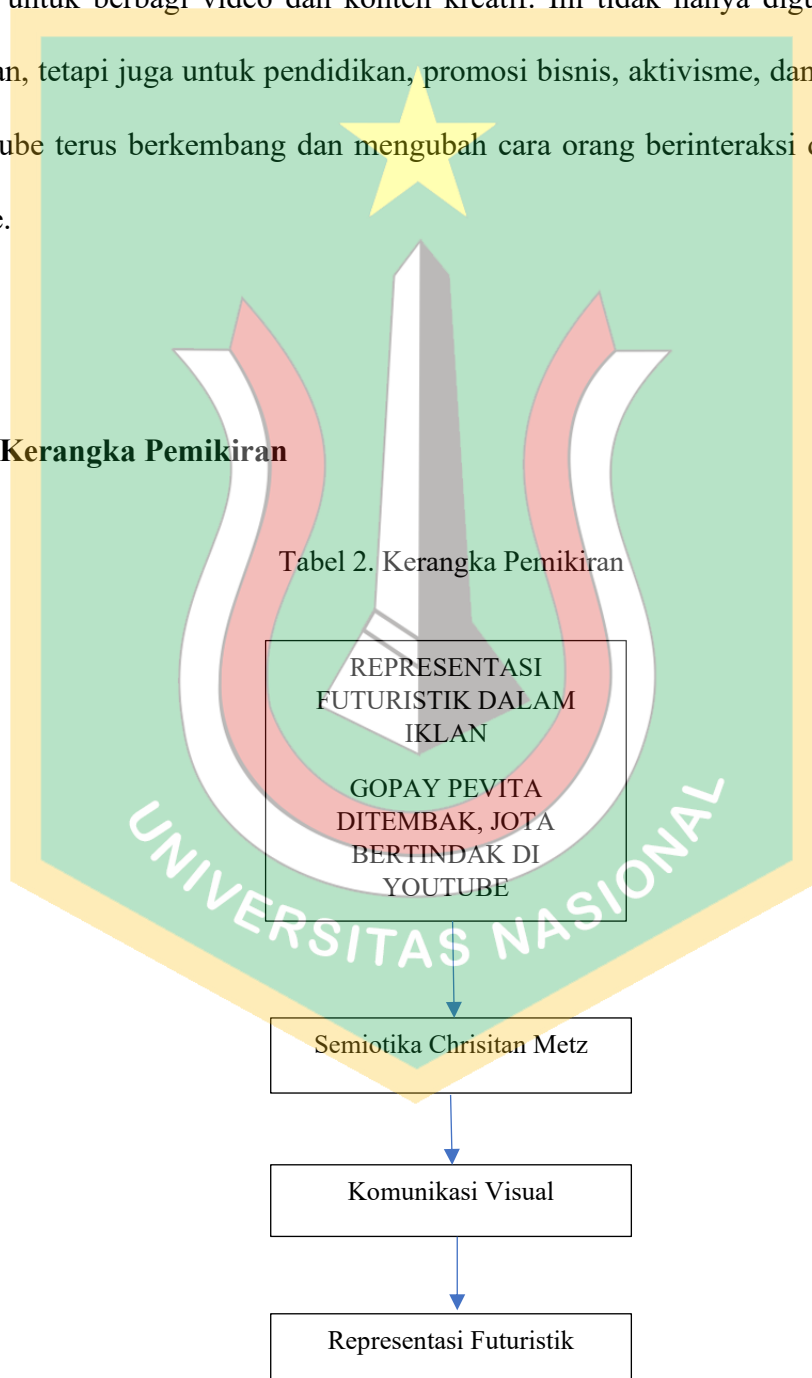 untuk berbagi video dan konten kreatif. Ini tidak hanya
an, tetapi juga untuk pendidikan, promosi bisnis, aktivisme, dan
ube terus berkembang dan mengubah cara orang berinteraksi
e.
Kerangka Pemikiran
Tabel 2. Kerangka Pemikiran
REPRESENTASI
FUTURISTIK DALAM
IKLAN
GOPAY PEVITA
DITEMBAK, JOTA
BERTINDAK DI
YOUTUBE
UNIVERSITAS NASIONAL
Semiotika Chrisitan Metz
Komunikasi Visual
Representasi Futuristik